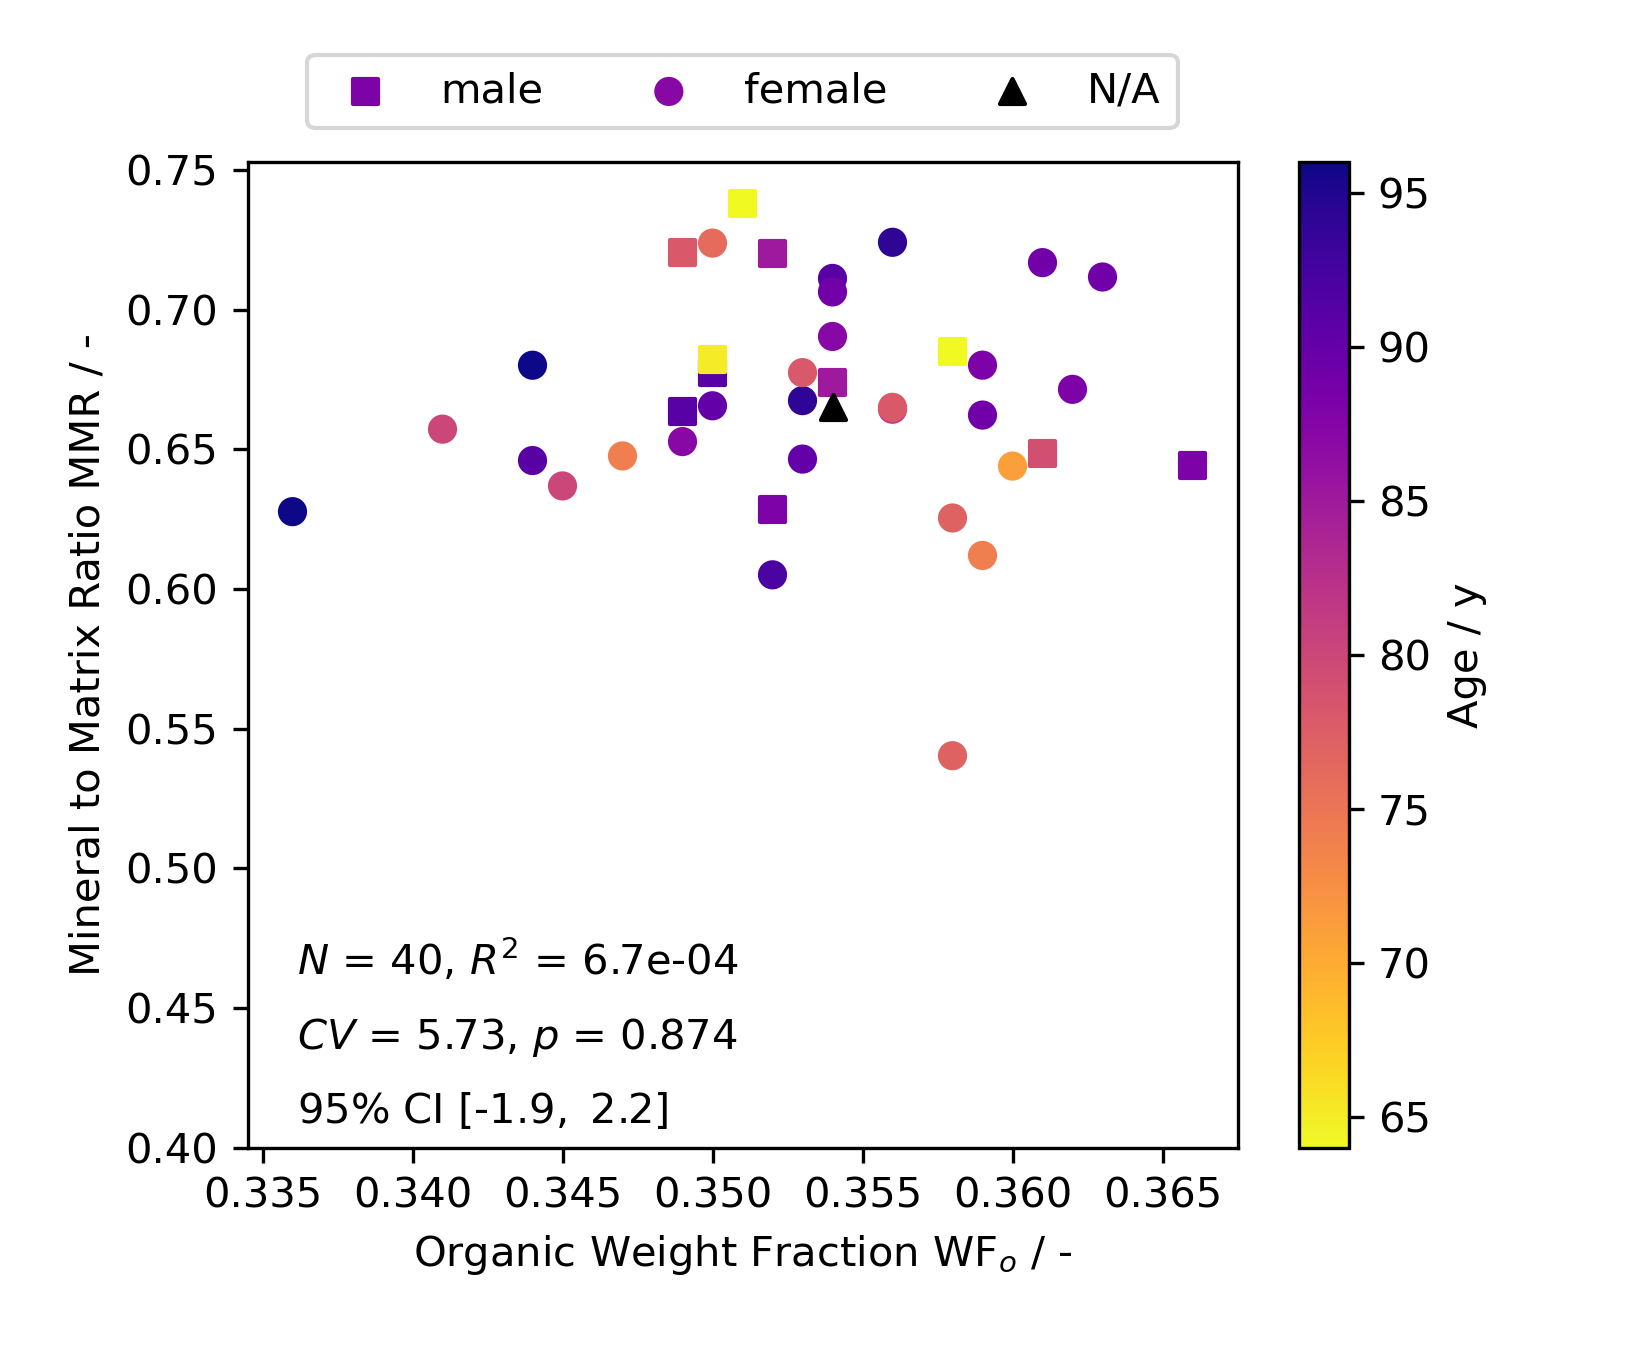 male female N/A
0.75
0.70
0.65
0.60
0.55
0.50
0.45
0.40
Mineral to Matrix Ratio MMR / -
N = 40, R² = 6.7e-04
CV = 5.73, p = 0.874
95% CI [-1.9, 2.2]
0.335 0.340 0.345 0.350 0.355 0.360 0.365
Organic Weight Fraction WFₒ / -
95
90
85
80
75
70
65
Age / y